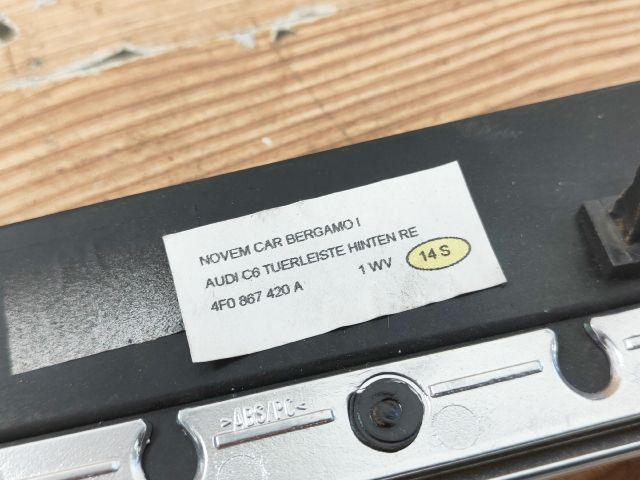 NOVEM CAR BERGAMO I
AUDI C6 TUERLEISTE HINTEN RE
4F0 867 420 A 1 WV 14 S
>ABS/PC<